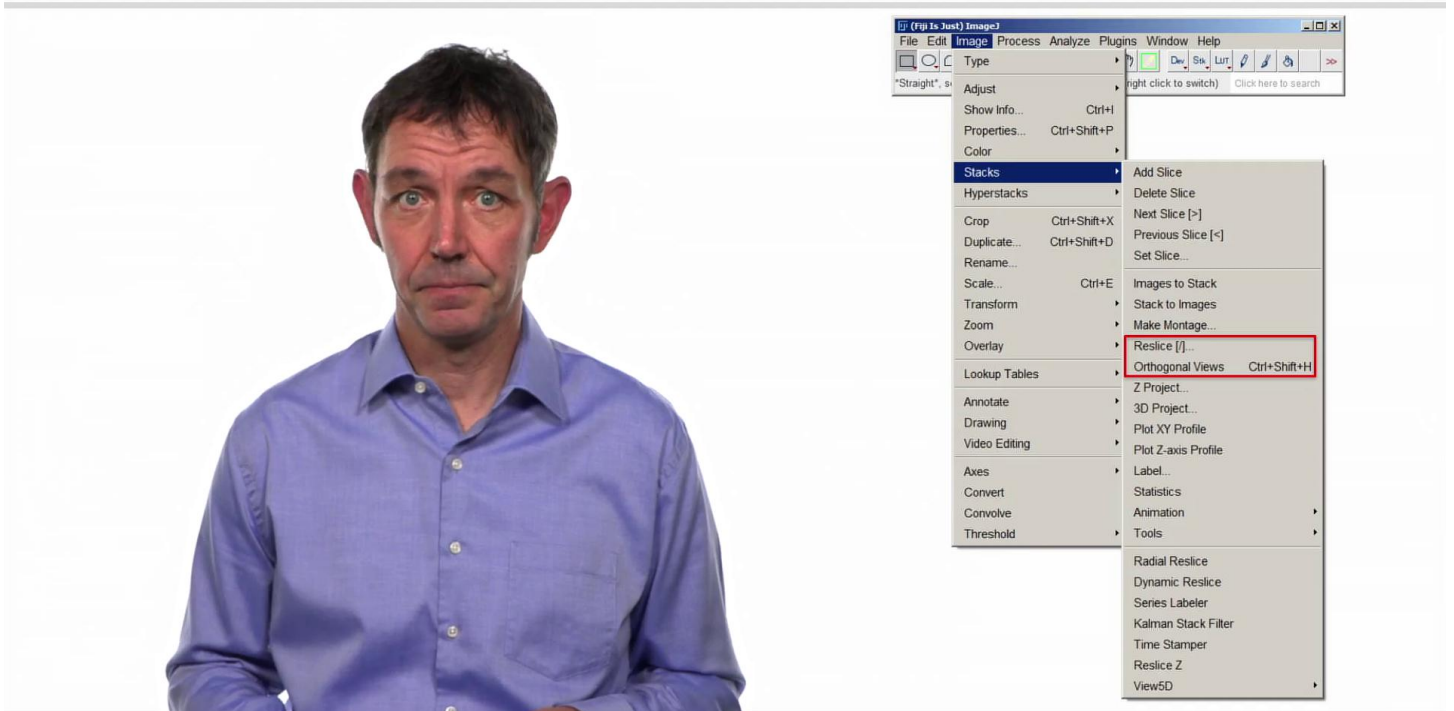 (Fiji Is Just) ImageJ
File Edit Image Process Analyze Plugins Window Help
Dev Stk LUT >>
"Straight", right click to switch) Click here to search
Type
Adjust
Show Info... Ctrl+I
Properties... Ctrl+Shift+P
Color
Stacks
Hyperstacks
Crop Ctrl+Shift+X
Duplicate... Ctrl+Shift+D
Rename...
Scale... Ctrl+E
Transform
Zoom
Overlay
Lookup Tables
Annotate
Drawing
Video Editing
Axes
Convert
Convolve
Threshold
Add Slice
Delete Slice
Next Slice [>]
Previous Slice [<]
Set Slice...
Images to Stack
Stack to Images
Make Montage...
Reslice [/]...
Orthogonal Views Ctrl+Shift+H
Z Project...
3D Project...
Plot XY Profile
Plot Z-axis Profile
Label...
Statistics
Animation
Tools
Radial Reslice
Dynamic Reslice
Series Labeler
Kalman Stack Filter
Time Stamper
Reslice Z
View5D